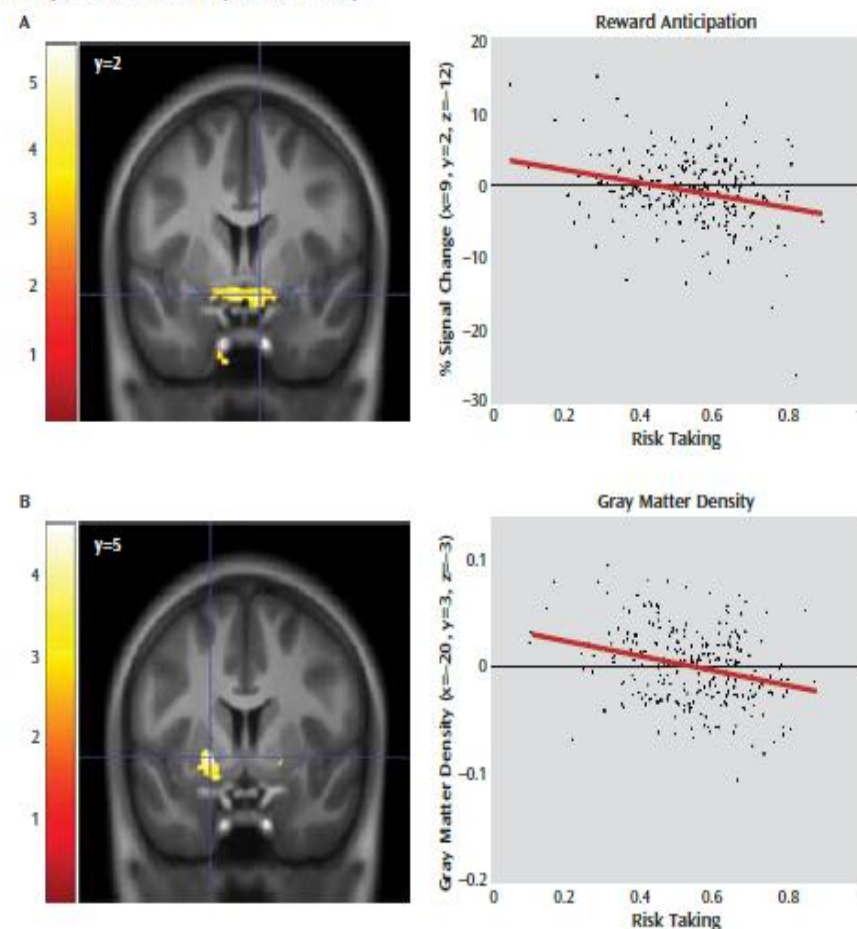 A
y=2
5
4
3
2
1
Reward Anticipation
% Signal Change (x=9, y=2, z=–12)
20
10
0
–10
–20
–30
0 0.2 0.4 0.6 0.8
Risk Taking
B
y=5
4
3
2
1
Gray Matter Density
Gray Matter Density (x=–20, y=3, z=–3)
0.1
0
–0.1
–0.2
0 0.2 0.4 0.6 0.8
Risk Taking